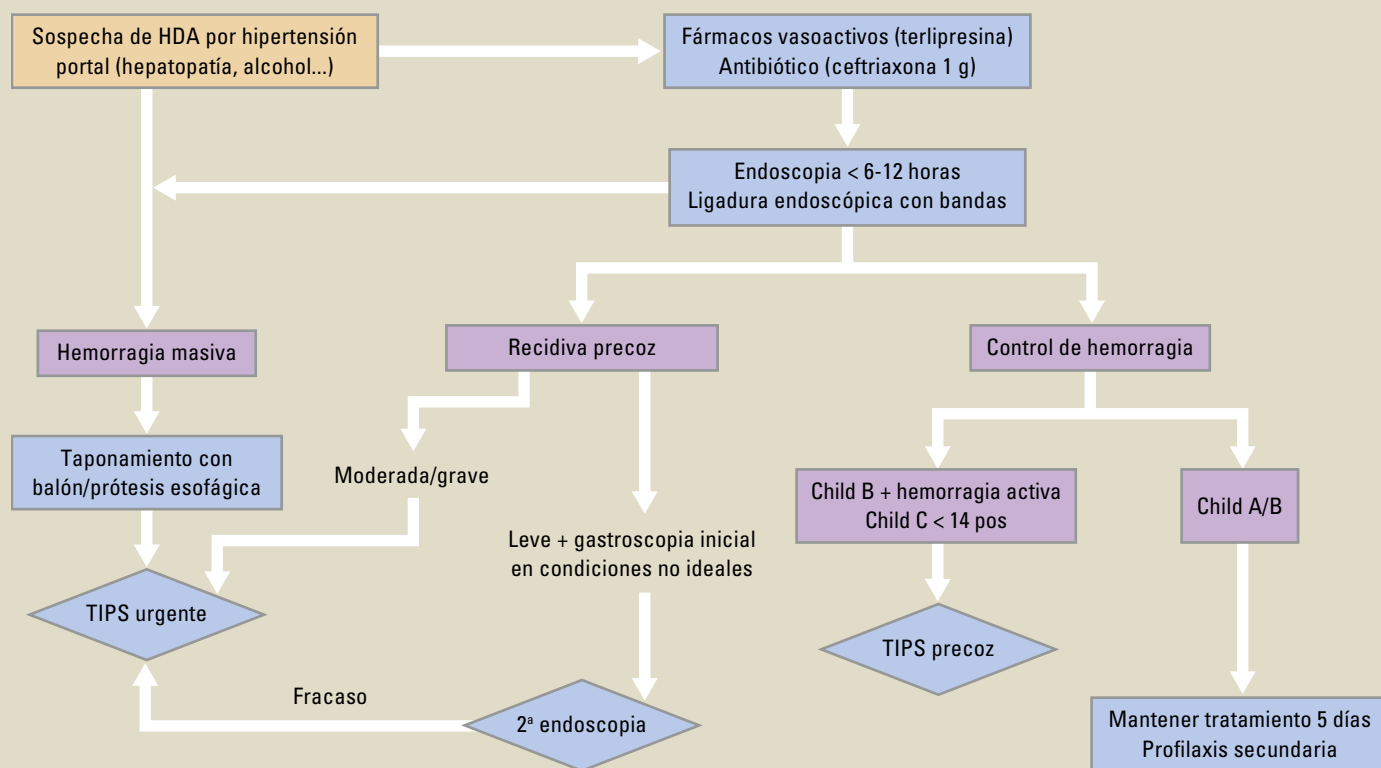 Sospecha de HDA por hipertensión
portal (hepatopatía, alcohol...)
Fármacos vasoactivos (terlipresina)
Antibiótico (ceftriaxona 1 g)
Endoscopia < 6-12 horas
Ligadura endoscópica con bandas
Hemorragia masiva
Recidiva precoz
Control de hemorragia
Taponamiento con
balón/prótesis esofágica
Moderada/grave
Leve + gastroscopia inicial
en condiciones no ideales
Child B + hemorragia activa
Child C < 14 pos
Child A/B
TIPS urgente
TIPS precoz
Fracaso
2ª endoscopia
Mantener tratamiento 5 días
Profilaxis secundaria